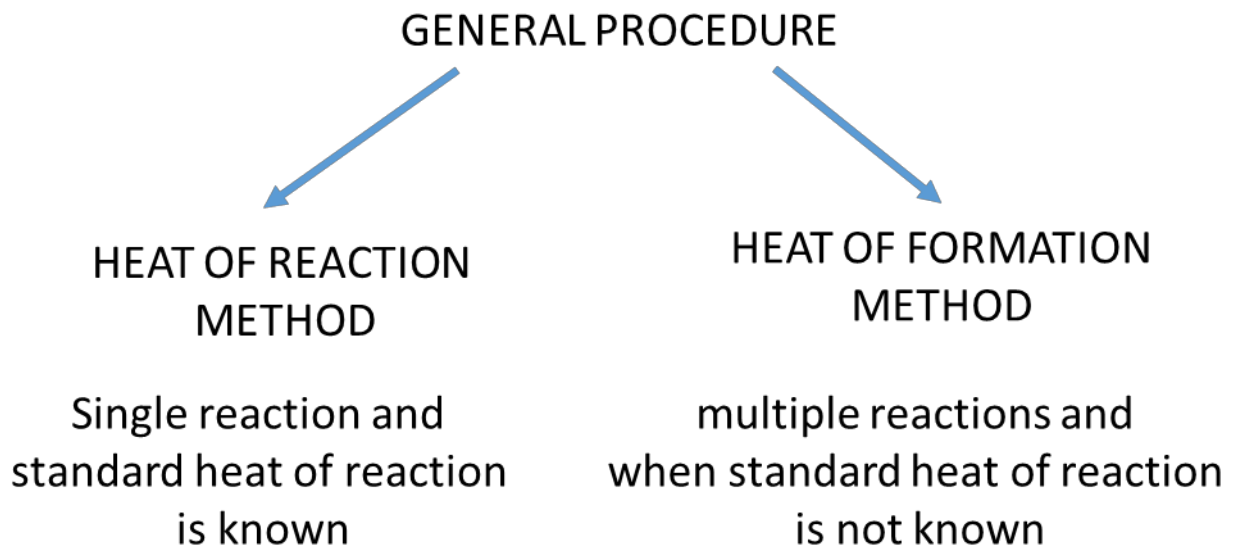 GENERAL PROCEDURE
HEAT OF REACTION
METHOD
Single reaction and
standard heat of reaction
is known
HEAT OF FORMATION
METHOD
multiple reactions and
when standard heat of reaction
is not known